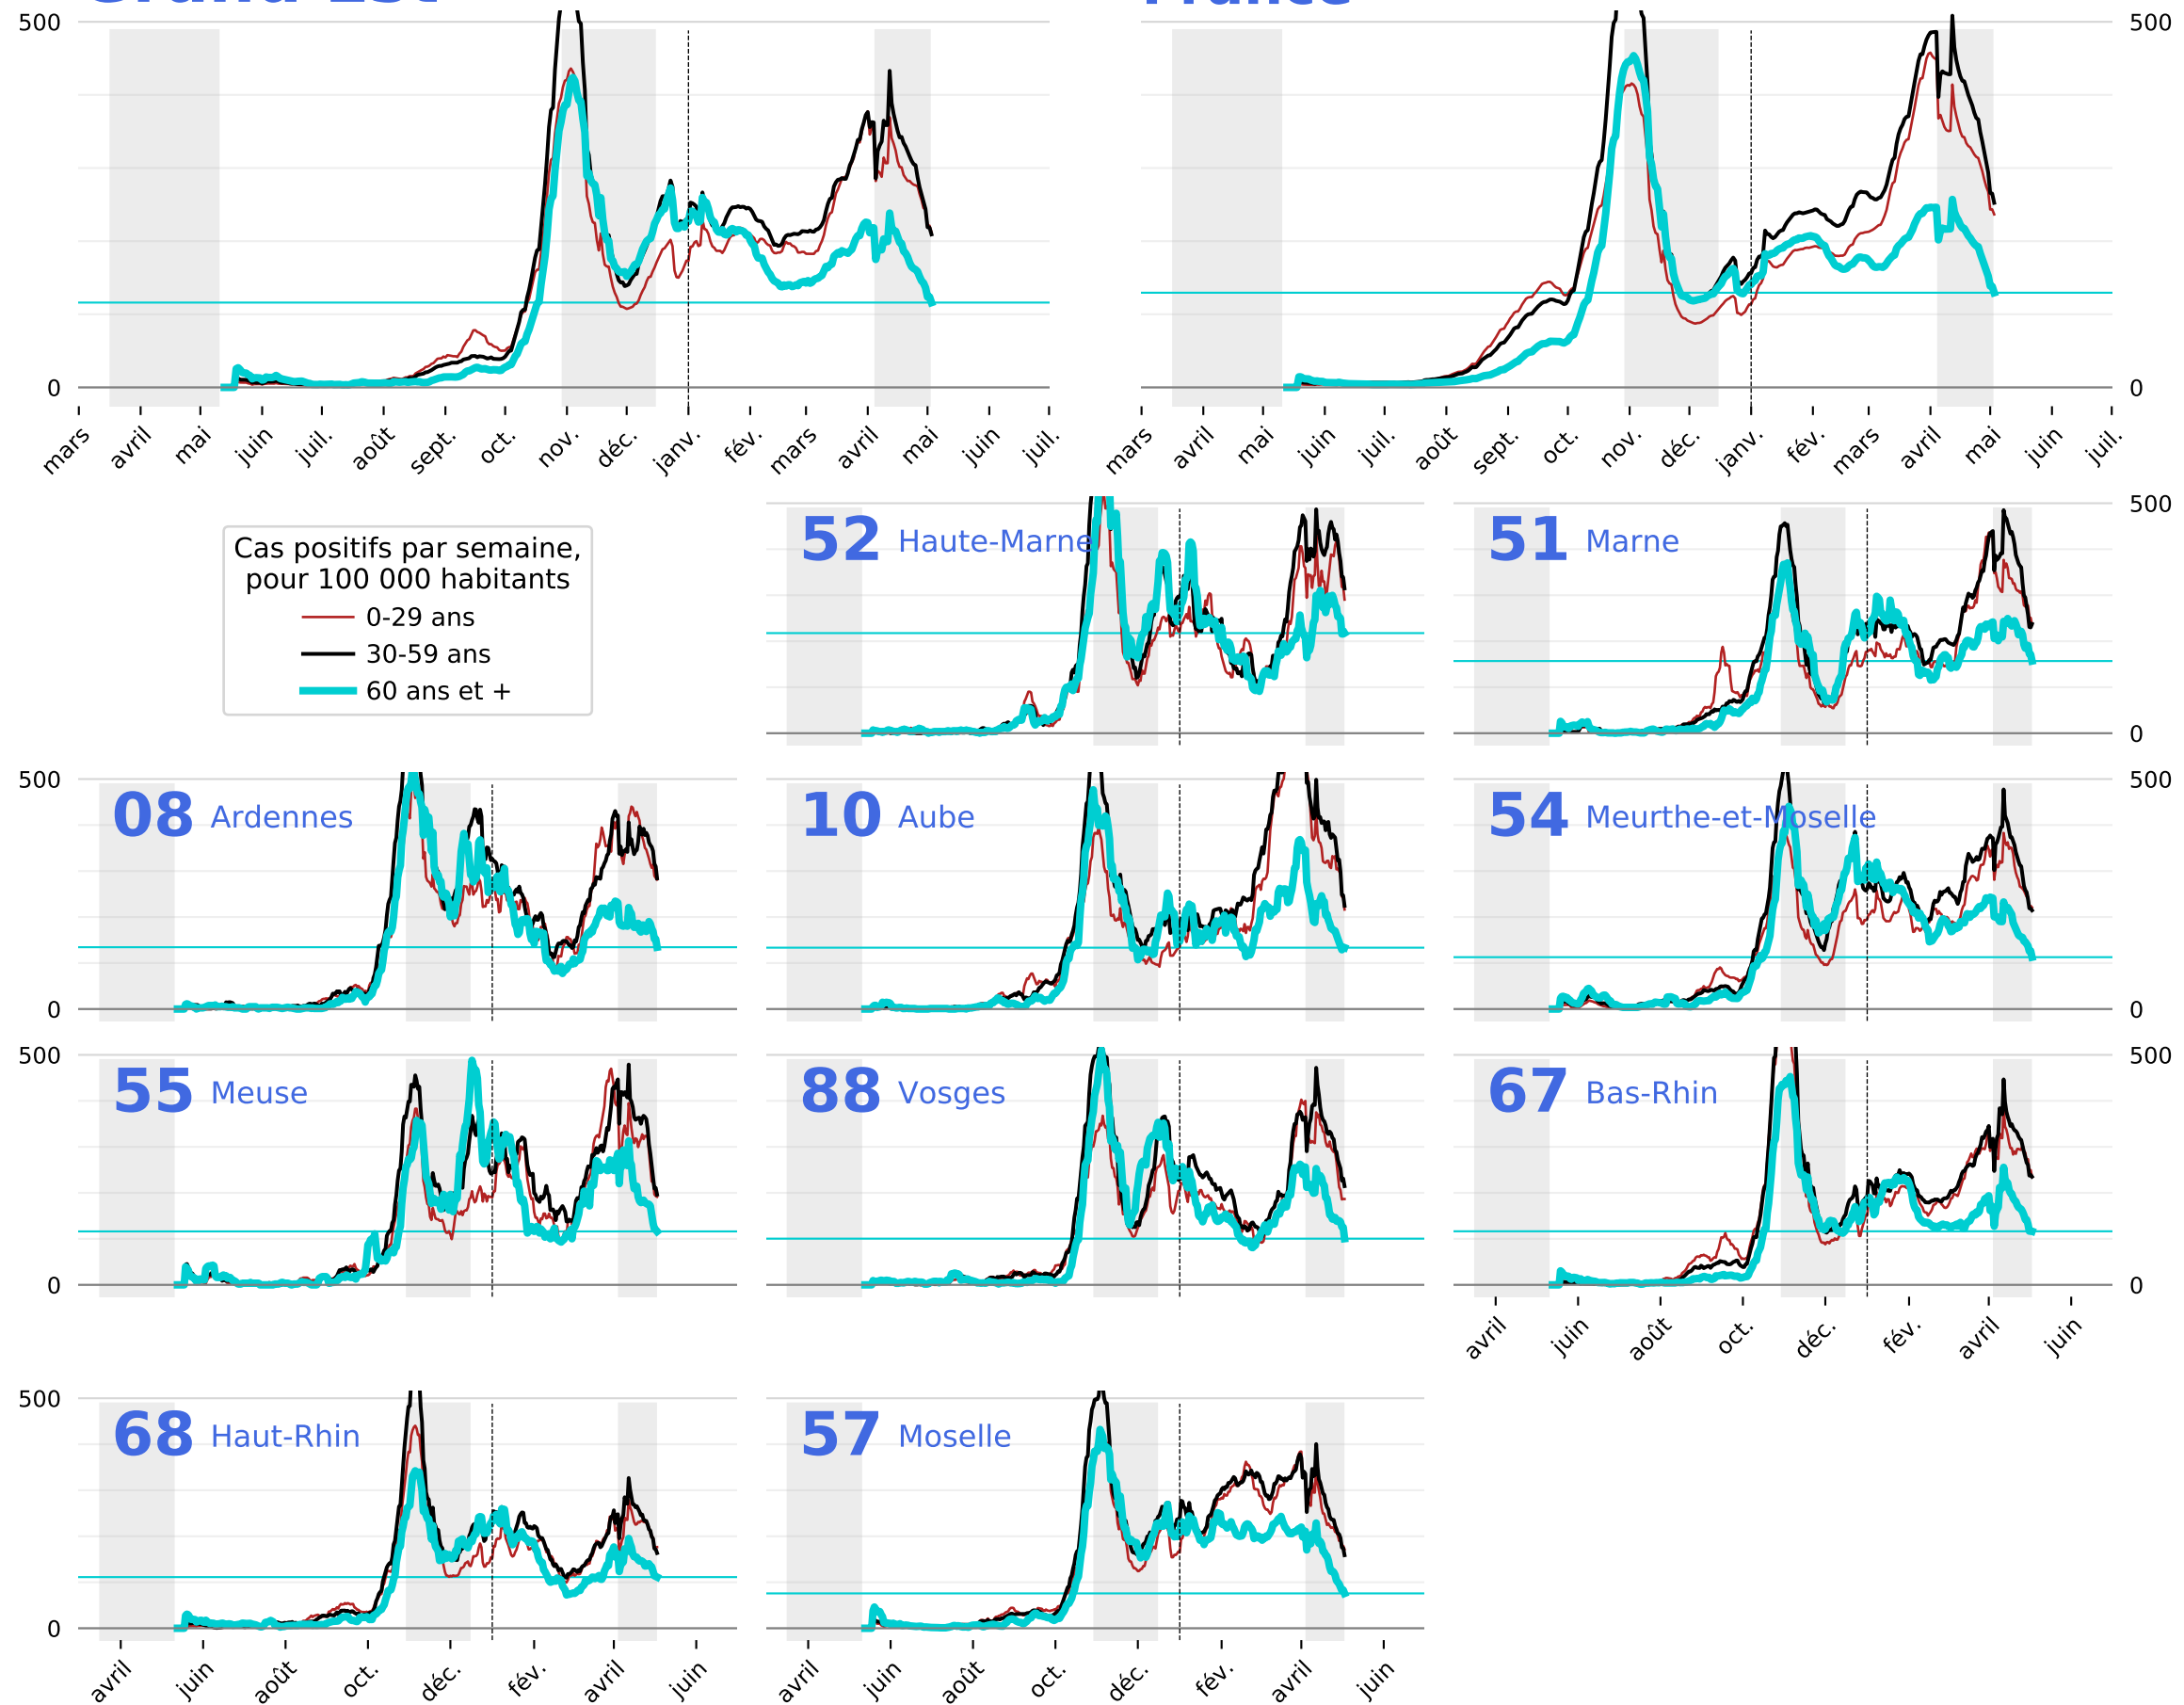 Grand Est
France
500
500
0
0
mars avril mai juin juil. août sept. oct. nov. déc. janv. fév. mars avril mai juin juil.
mars avril mai juin juil. août sept. oct. nov. déc. janv. fév. mars avril mai juin juil.
Cas positifs par semaine,
pour 100 000 habitants
0-29 ans
30-59 ans
60 ans et +
52 Haute-Marne
51 Marne
500
0
500
08 Ardennes
10 Aube
54 Meurthe-et-Moselle
500
0
0
500
55 Meuse
88 Vosges
67 Bas-Rhin
500
0
0
avril juin août oct. déc. fév. avril juin
500
68 Haut-Rhin
57 Moselle
0
avril juin août oct. déc. fév. avril juin
avril juin août oct. déc. fév. avril juin